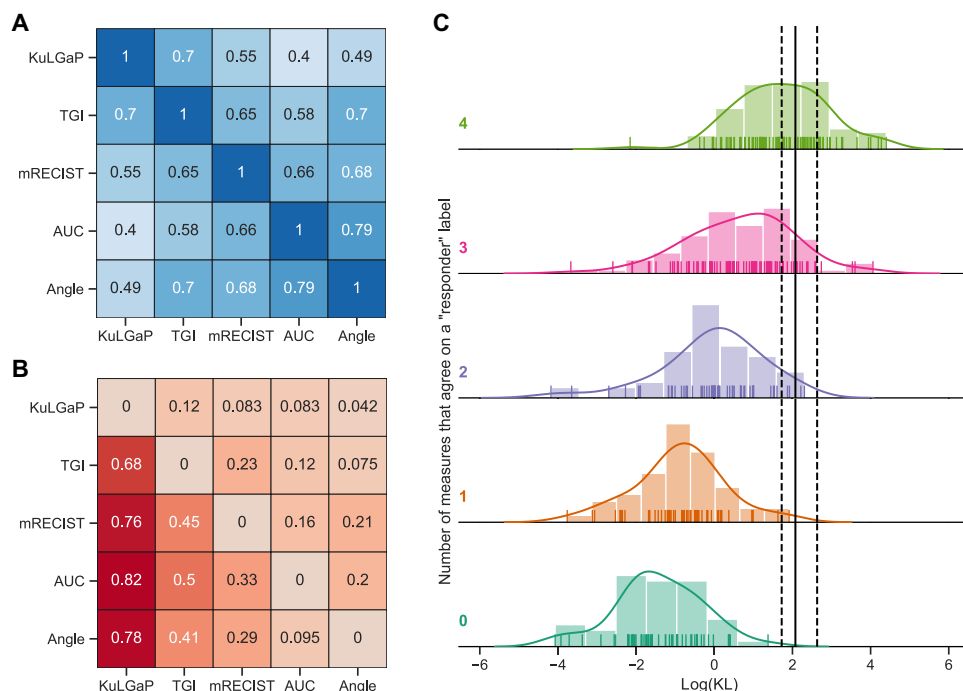 A
KuLGaP 1 0.7 0.55 0.4 0.49
TGI 0.7 1 0.65 0.58 0.7
mRECIST 0.55 0.65 1 0.66 0.68
AUC 0.4 0.58 0.66 1 0.79
Angle 0.49 0.7 0.68 0.79 1
KuLGaP TGI mRECIST AUC Angle
B
KuLGaP 0 0.12 0.083 0.083 0.042
TGI 0.68 0 0.23 0.12 0.075
mRECIST 0.76 0.45 0 0.16 0.21
AUC 0.82 0.5 0.33 0 0.2
Angle 0.78 0.41 0.29 0.095 0
KuLGaP TGI mRECIST AUC Angle
C
Number of measures that agree on a "responder" label
4
3
2
1
0
−6 −4 −2 0 2 4 6
Log(KL)